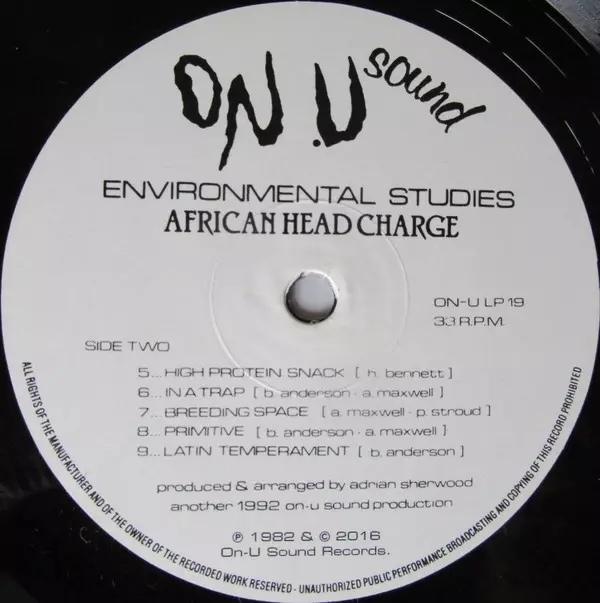 ON.U sound
ENVIRONMENTAL STUDIES
AFRICAN HEAD CHARGE
ON-U LP 19
33 R.P.M.
SIDE TWO
5... HIGH PROTEIN SNACK [ h. bennett ]
6... IN A TRAP [ b. anderson · a. maxwell ]
7... BREEDING SPACE [ a. maxwell · p. stroud ]
8... PRIMITIVE [ b. anderson · a. maxwell ]
9... LATIN TEMPERAMENT [ b. anderson ]
produced & arranged by adrian sherwood
another 1992 on-u sound production
℗ 1982 & © 2016
On-U Sound Records.
ALL RIGHTS OF THE MANUFACTURER AND OF THE OWNER OF THE RECORDED WORK RESERVED - UNAUTHORIZED PUBLIC PERFORMANCE BROADCASTING AND COPYING OF THIS RECORD PROHIBITED